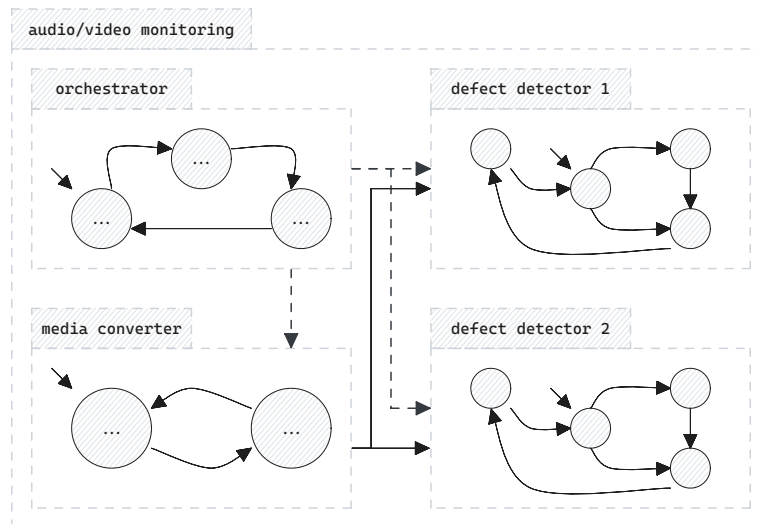 audio/video monitoring
orchestrator
defect detector 1
...
...
...
media converter
defect detector 2
...
...